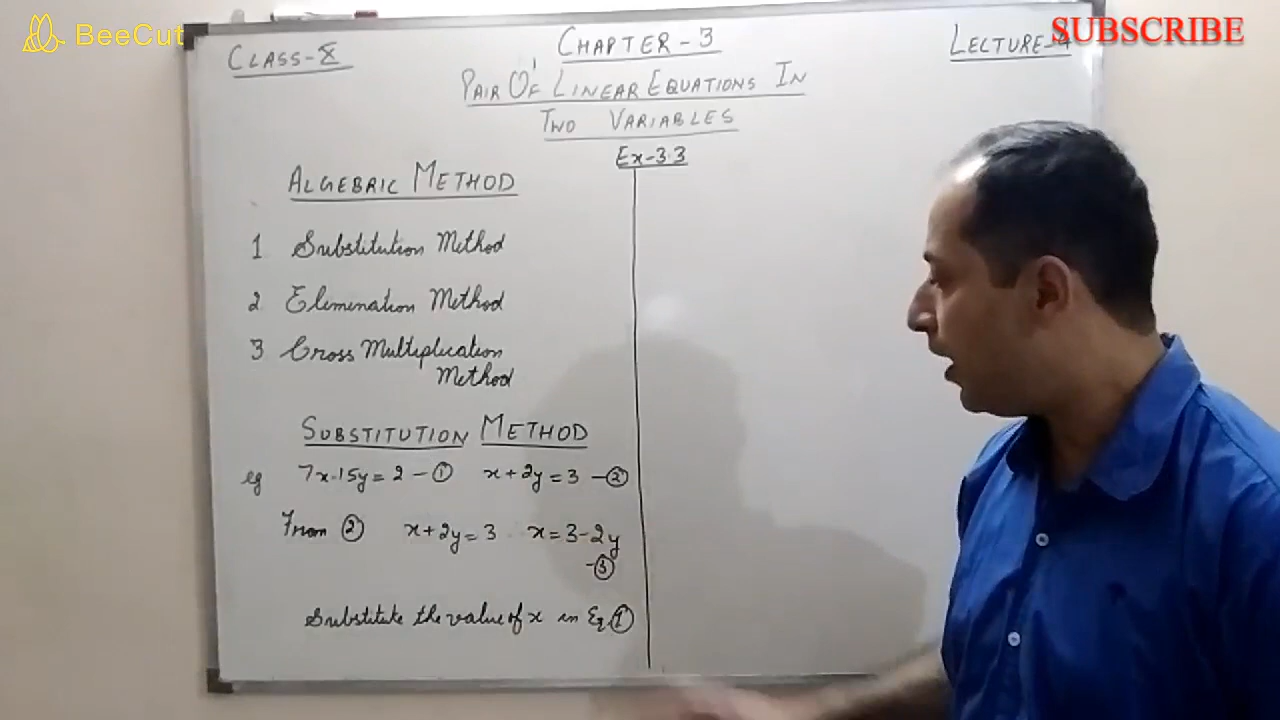 BeeCut
SUBSCRIBE
CLASS-X
CHAPTER-3
LECTURE-4
PAIR OF LINEAR EQUATIONS IN
TWO VARIABLES
Ex-3.3
ALGEBRIC METHOD
1 Substitution Method
2 Elemination Method
3 Cross Multiplication
Method
SUBSTITUTION METHOD
eg 7x-15y=2 -① x+2y=3 -②
From ② x+2y=3 x=3-2y
-③
Substitute the value of x in Eq ①